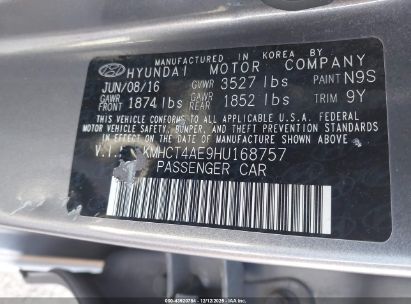 MANUFACTURED IN KOREA BY
HYUNDAI MOTOR COMPANY
JUN/08/16 GVWR 3527 lbs PAINT N9S
GAWR FRONT 1874 lbs GAWR REAR 1852 lbs TRIM 9Y
THIS VEHICLE CONFORMS TO ALL APPLICABLE U.S.A. FEDERAL
MOTOR VEHICLE SAFETY, BUMPER, AND THEFT PREVENTION STANDARDS
IN EFFECT ON THE DATE OF MANUFACTURE SHOWN ABOVE.
V.I. KMHCT4AE9HU168757
PASSENGER CAR